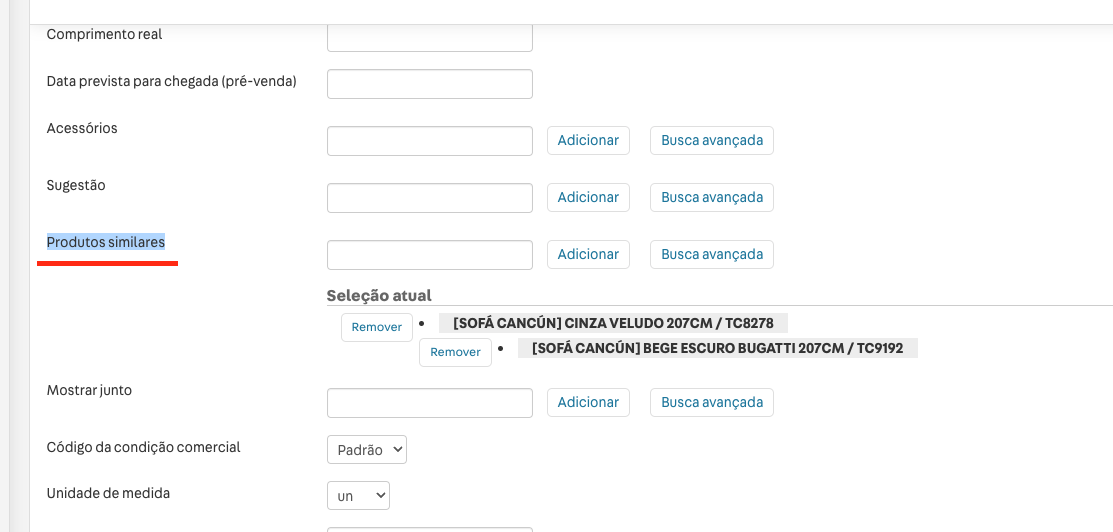 Comprimento real
Data prevista para chegada (pré-venda)
Acessórios
Adicionar Busca avançada
Sugestão
Adicionar Busca avançada
Produtos similares
Adicionar Busca avançada
Seleção atual
Remover • [SOFÁ CANCÚN] CINZA VELUDO 207CM / TC8278
Remover • [SOFÁ CANCÚN] BEGE ESCURO BUGATTI 207CM / TC9192
Mostrar junto
Adicionar Busca avançada
Código da condição comercial Padrão
Unidade de medida un